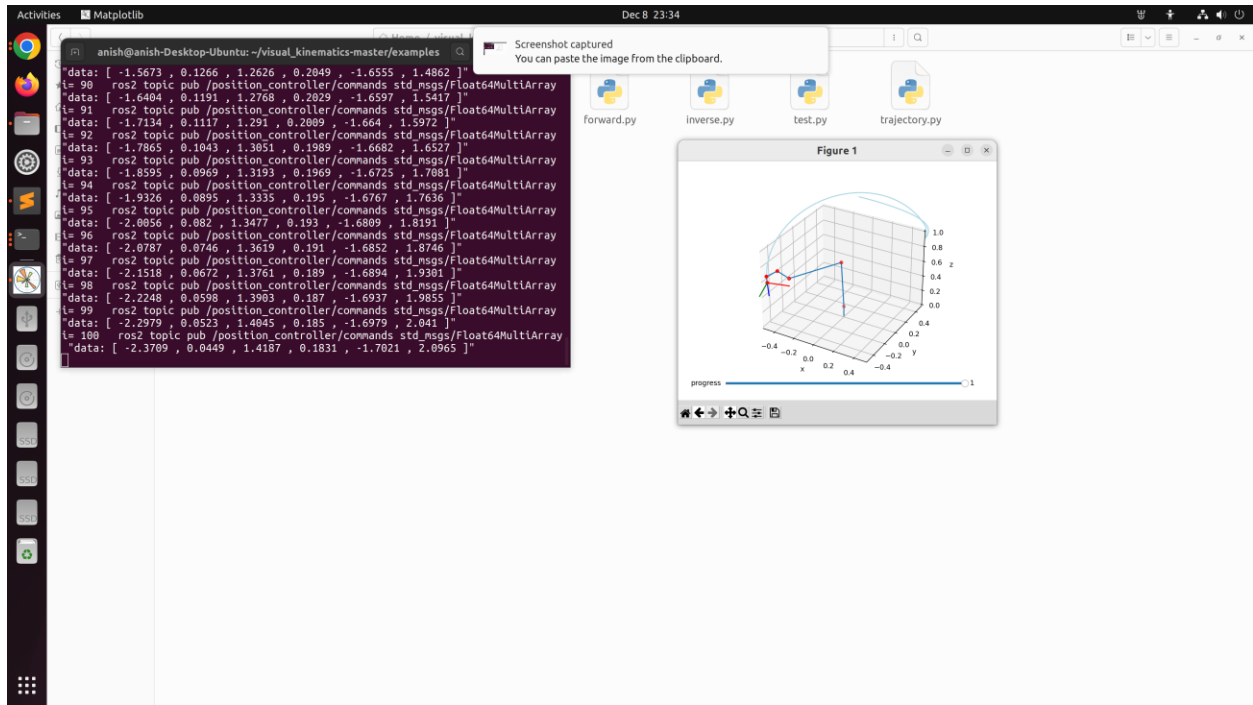 Activities
Matplotlib
Dec 8 23:34
Screenshot captured
You can paste the image from the clipboard.
anish@anish-Desktop-Ubuntu: ~/visual_kinematics-master/examples
"data: [ -1.5673 , 0.1266 , 1.2626 , 0.2049 , -1.6555 , 1.4862 ]"
i= 90 ros2 topic pub /position_controller/commands std_msgs/Float64MultiArray
"data: [ -1.6404 , 0.1191 , 1.2768 , 0.2029 , -1.6597 , 1.5417 ]"
i= 91 ros2 topic pub /position_controller/commands std_msgs/Float64MultiArray
"data: [ -1.7134 , 0.1117 , 1.291 , 0.2009 , -1.664 , 1.5972 ]"
i= 92 ros2 topic pub /position_controller/commands std_msgs/Float64MultiArray
"data: [ -1.7865 , 0.1043 , 1.3051 , 0.1989 , -1.6682 , 1.6527 ]"
i= 93 ros2 topic pub /position_controller/commands std_msgs/Float64MultiArray
"data: [ -1.8595 , 0.0969 , 1.3193 , 0.1969 , -1.6725 , 1.7081 ]"
i= 94 ros2 topic pub /position_controller/commands std_msgs/Float64MultiArray
"data: [ -1.9326 , 0.0895 , 1.3335 , 0.195 , -1.6767 , 1.7636 ]"
i= 95 ros2 topic pub /position_controller/commands std_msgs/Float64MultiArray
"data: [ -2.0056 , 0.082 , 1.3477 , 0.193 , -1.6809 , 1.8191 ]"
i= 96 ros2 topic pub /position_controller/commands std_msgs/Float64MultiArray
"data: [ -2.0787 , 0.0746 , 1.3619 , 0.191 , -1.6852 , 1.8746 ]"
i= 97 ros2 topic pub /position_controller/commands std_msgs/Float64MultiArray
"data: [ -2.1518 , 0.0672 , 1.3761 , 0.189 , -1.6894 , 1.9301 ]"
i= 98 ros2 topic pub /position_controller/commands std_msgs/Float64MultiArray
"data: [ -2.2248 , 0.0598 , 1.3903 , 0.187 , -1.6937 , 1.9855 ]"
i= 99 ros2 topic pub /position_controller/commands std_msgs/Float64MultiArray
"data: [ -2.2979 , 0.0523 , 1.4045 , 0.185 , -1.6979 , 2.041 ]"
i= 100 ros2 topic pub /position_controller/commands std_msgs/Float64MultiArray
"data: [ -2.3709 , 0.0449 , 1.4187 , 0.1831 , -1.7021 , 2.0965 ]"
forward.py
inverse.py
test.py
trajectory.py
Figure 1
1.0
0.8
0.6 z
0.4
0.2
0.0
0.4
0.2
0.0 y
-0.2
-0.4
-0.4
-0.2
0.0
0.2
0.4
x
progress
1
SSD
SSD
SSD